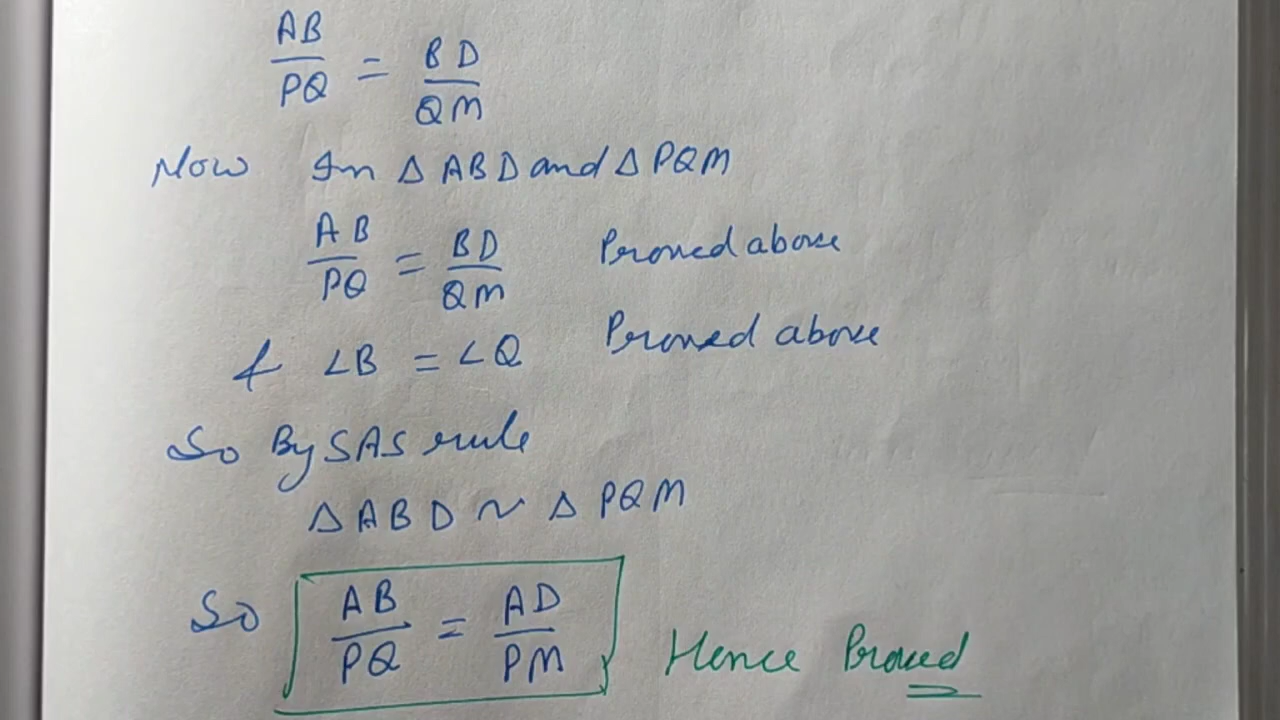 AB/PQ = BD/QM
Now In △ ABD and △ PQM
AB/PQ = BD/QM Proved above
& ∠B = ∠Q Proved above
So By SAS rule
△ ABD ~ △ PQM
So AB/PQ = AD/PM Hence Proved